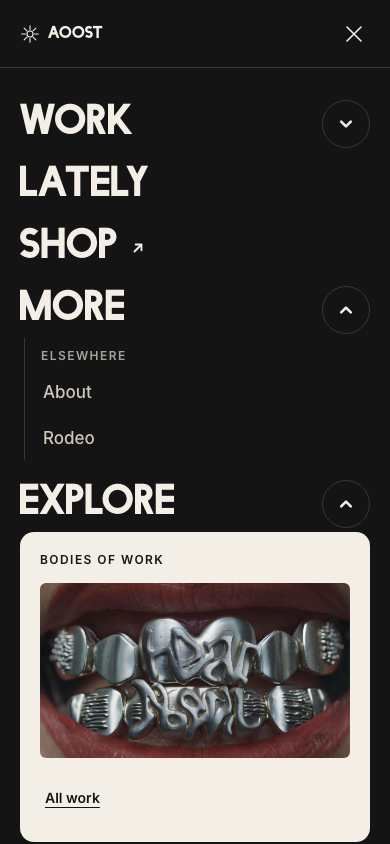 AOOST
WORK
LATELY
SHOP ↗
MORE
ELSEWHERE
About
Rodeo
EXPLORE
BODIES OF WORK
All work